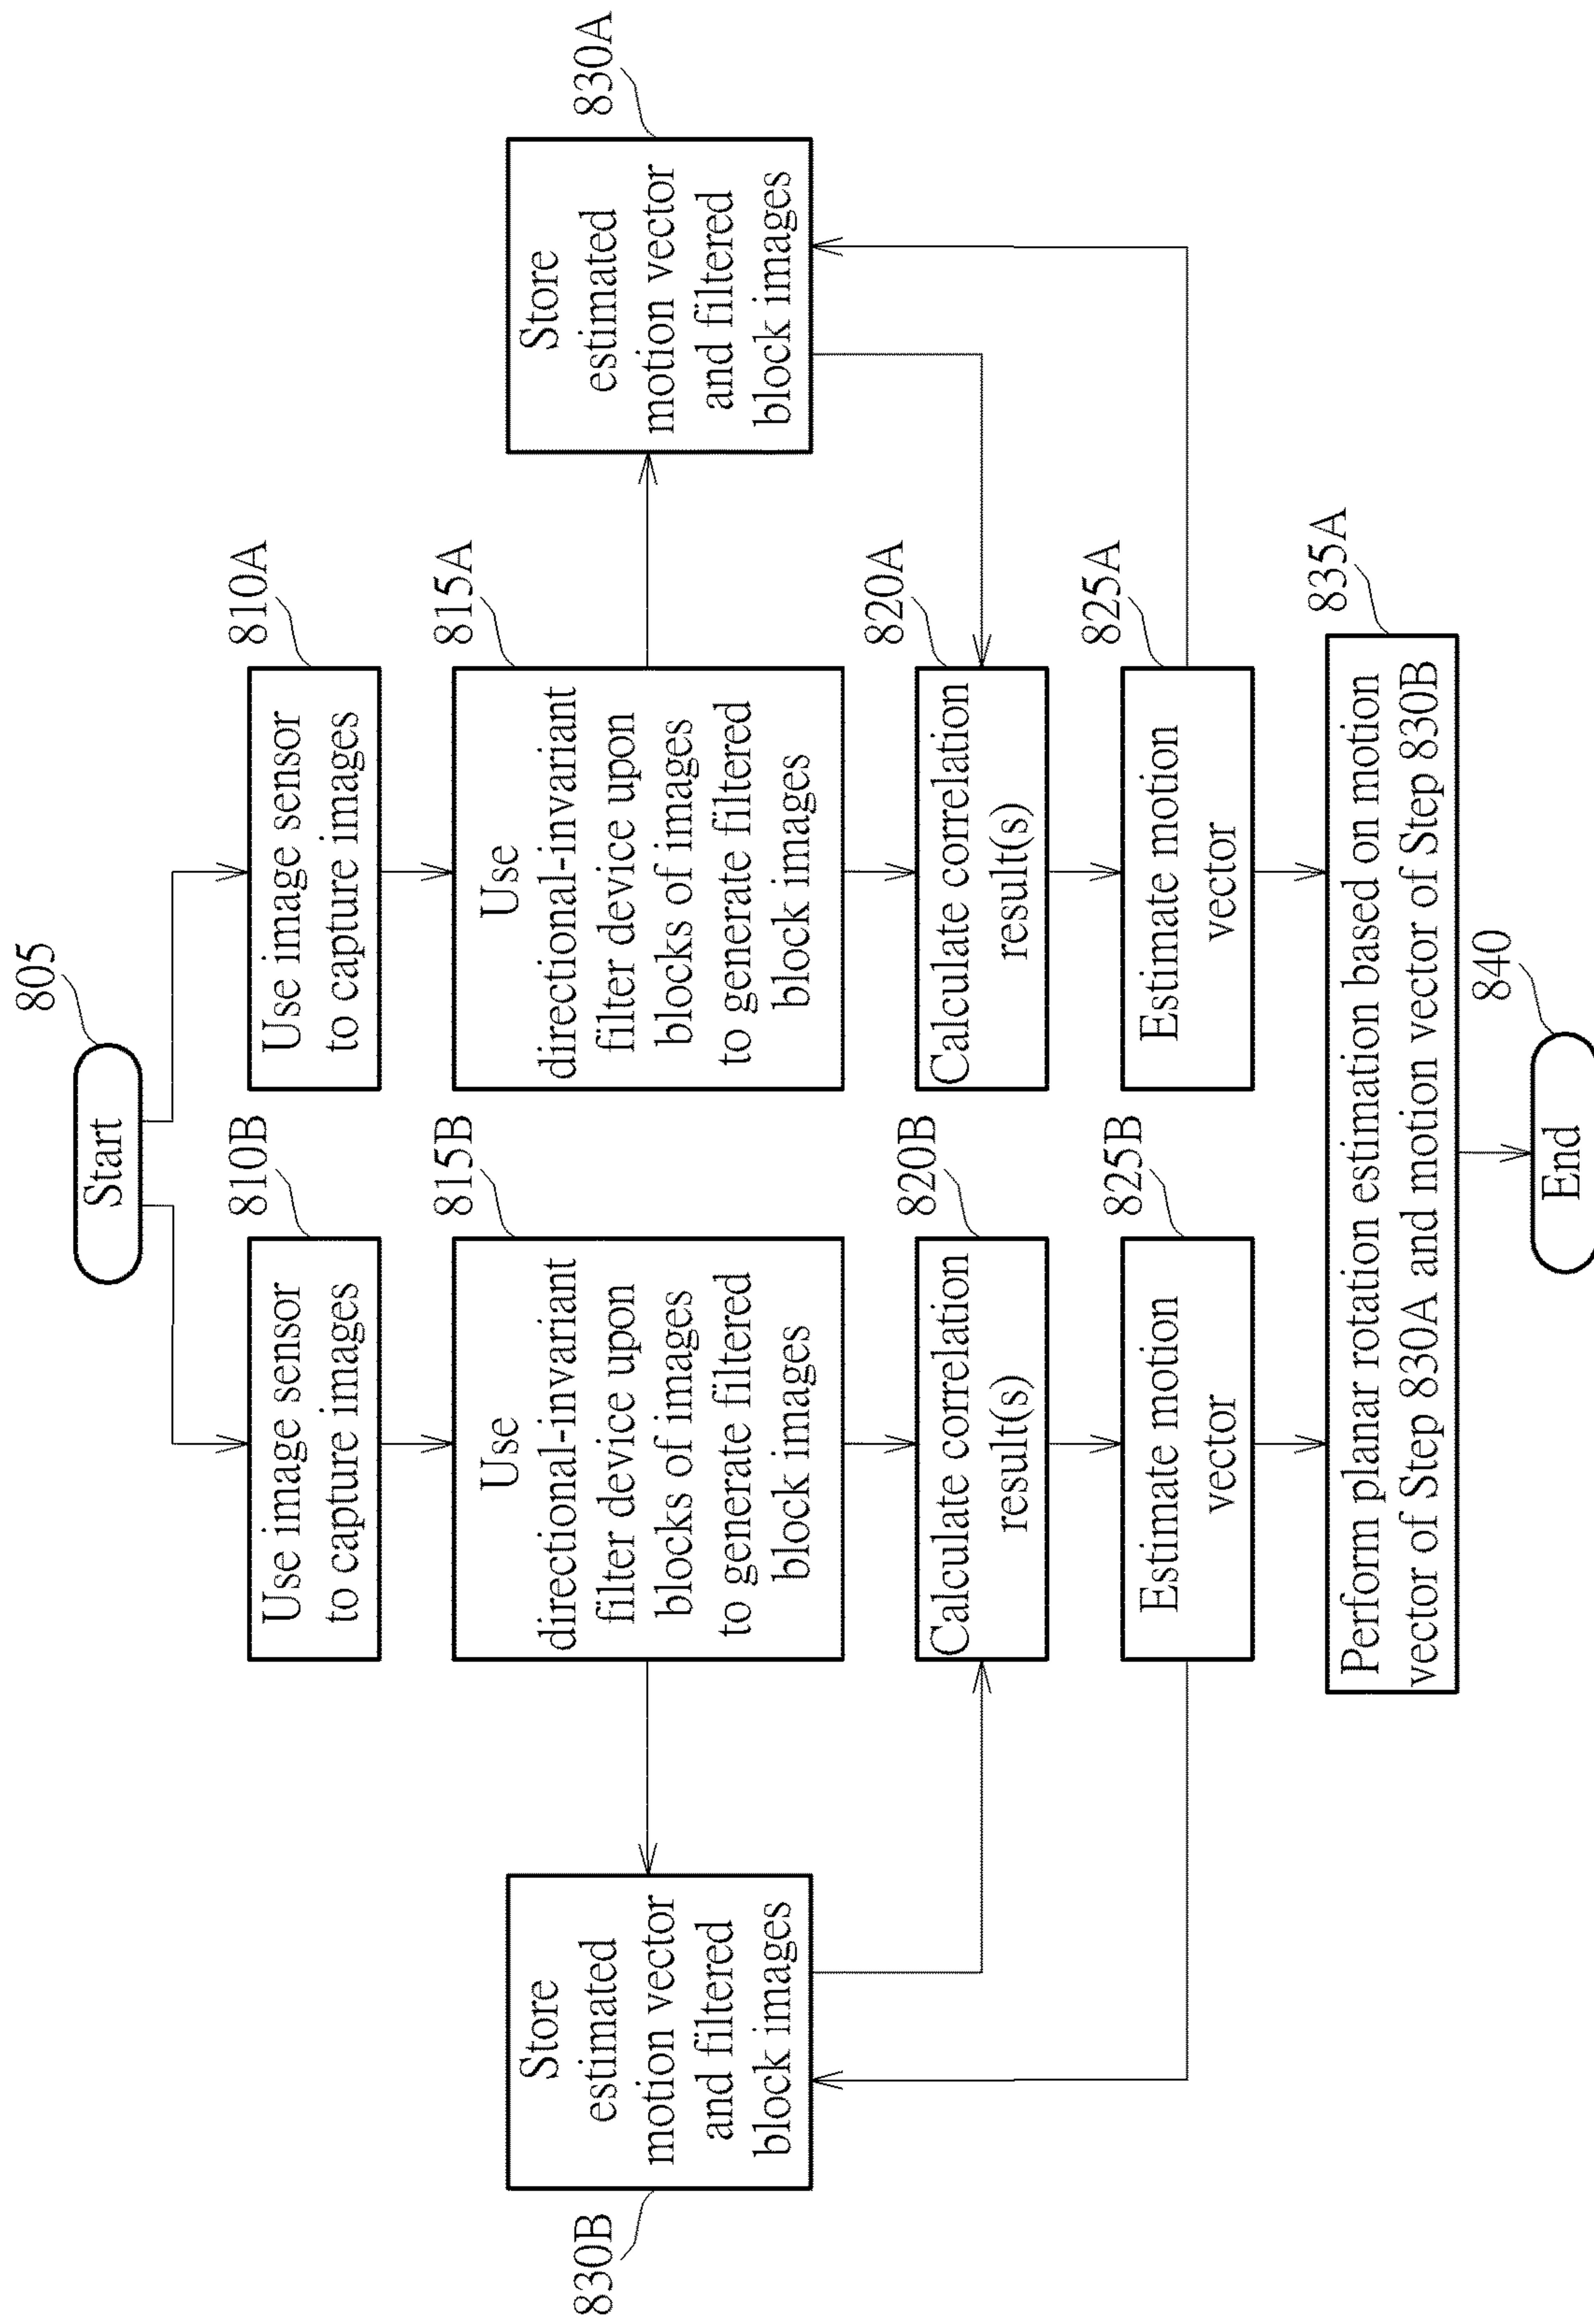 805
Start
810B
Use image sensor
to capture images
810A
Use image sensor
to capture images
815B
Use
directional-invariant
filter device upon
blocks of images
to generate filtered
block images
815A
Use
directional-invariant
filter device upon
blocks of images
to generate filtered
block images
830B
Store
estimated
motion vector
and filtered
block images
830A
Store
estimated
motion vector
and filtered
block images
820B
Calculate correlation
result(s)
820A
Calculate correlation
result(s)
825B
Estimate motion
vector
825A
Estimate motion
vector
835A
Perform planar rotation estimation based on motion
vector of Step 830A and motion vector of Step 830B
840
End